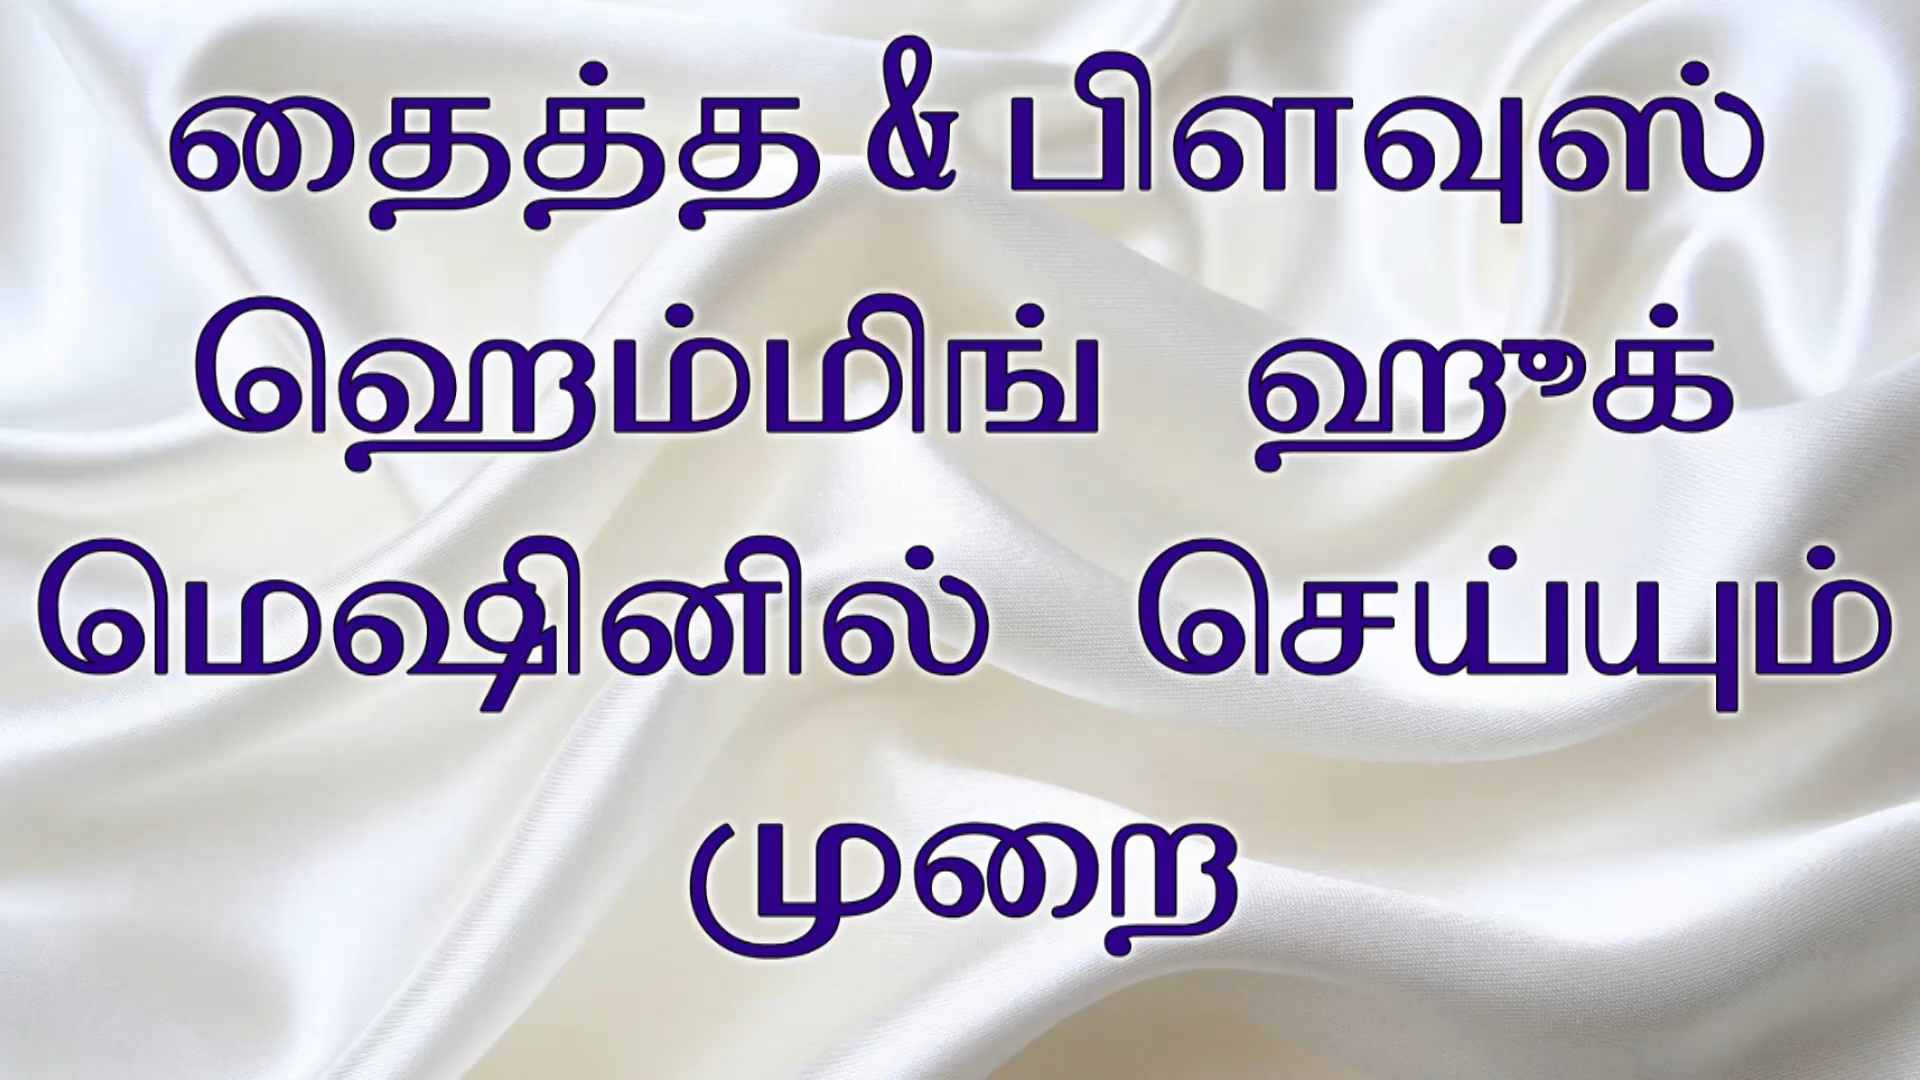 தைத்த & பிளவுஸ்
ஹெம்மிங் ஹூக்
மெஷினில் செய்யும்
முறை